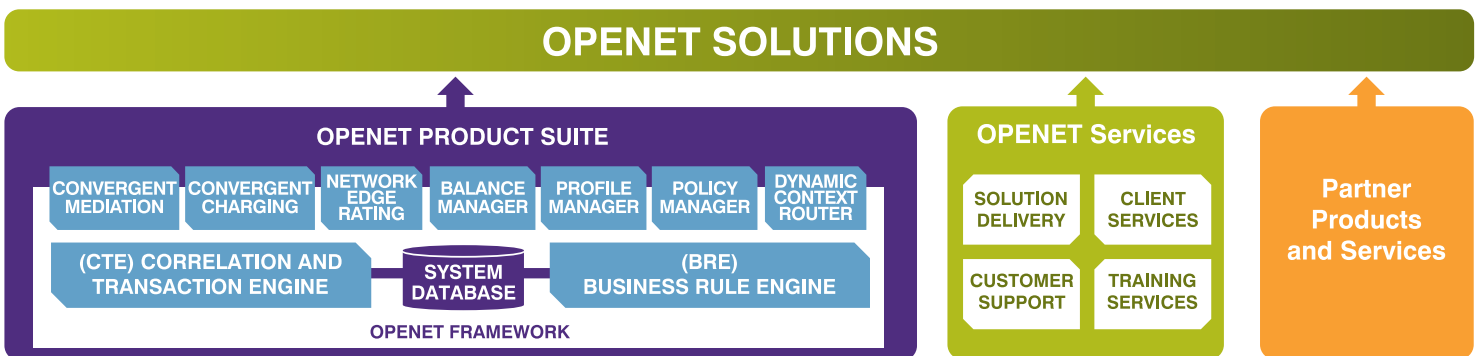 OPENET SOLUTIONS
OPENET PRODUCT SUITE
CONVERGENT
MEDIATION
CONVERGENT
CHARGING
NETWORK
EDGE
RATING
BALANCE
MANAGER
PROFILE
MANAGER
POLICY
MANAGER
DYNAMIC
CONTEXT
ROUTER
(CTE) CORRELATION AND
TRANSACTION ENGINE
SYSTEM
DATABASE
(BRE)
BUSINESS RULE ENGINE
OPENET FRAMEWORK
OPENET Services
SOLUTION
DELIVERY
CLIENT
SERVICES
CUSTOMER
SUPPORT
TRAINING
SERVICES
Partner
Products
and Services